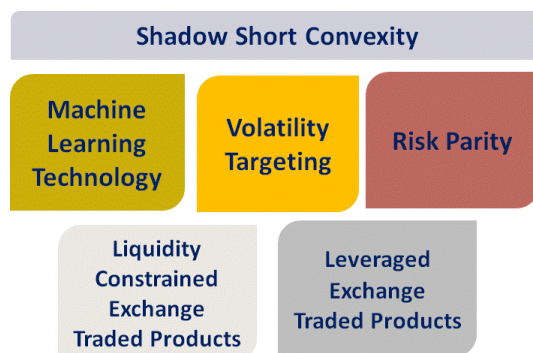 Shadow Short Convexity
Machine
Learning
Technology
Volatility
Targeting
Risk Parity
Liquidity
Constrained
Exchange
Traded Products
Leveraged
Exchange
Traded Products